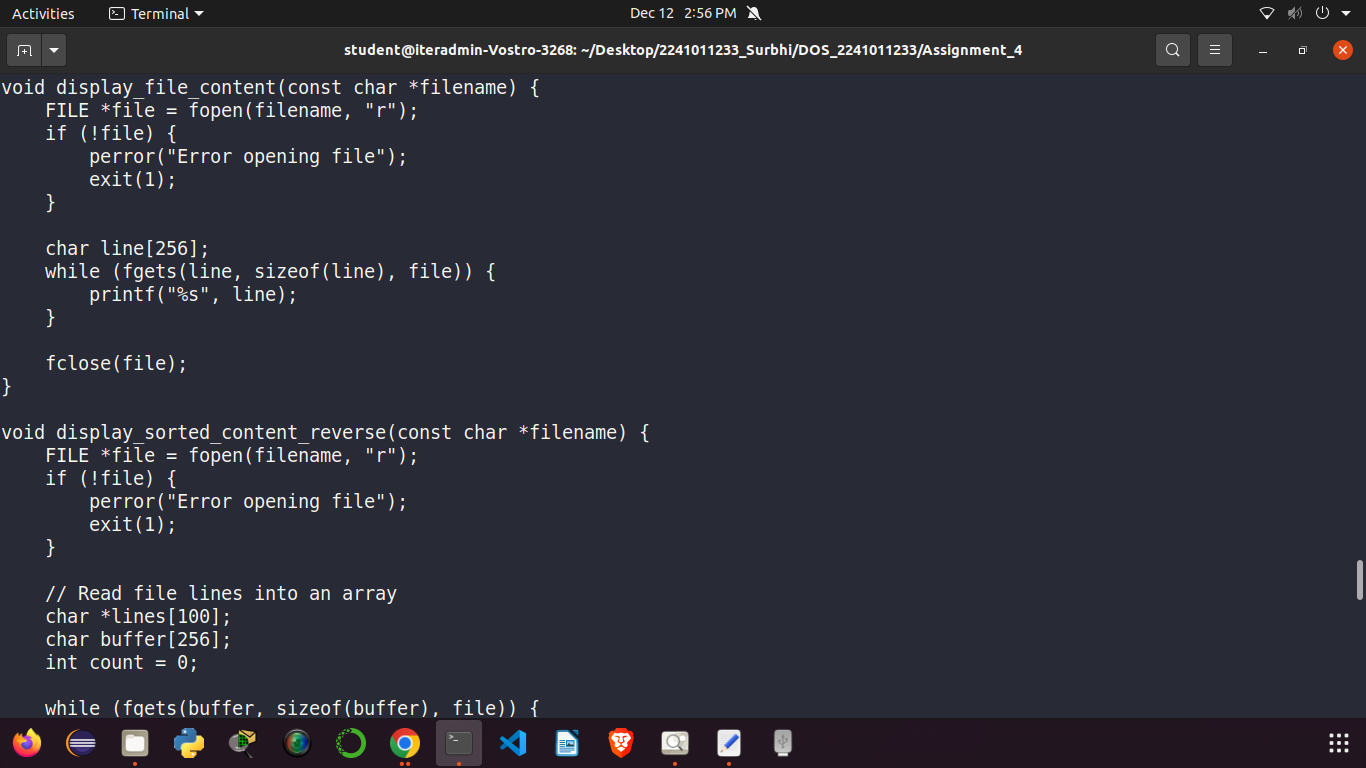 Activities Terminal Dec 12 2:56 PM
student@iteradmin-Vostro-3268: ~/Desktop/2241011233_Surbhi/DOS_2241011233/Assignment_4
void display_file_content(const char *filename) {
    FILE *file = fopen(filename, "r");
    if (!file) {
        perror("Error opening file");
        exit(1);
    }

    char line[256];
    while (fgets(line, sizeof(line), file)) {
        printf("%s", line);
    }

    fclose(file);
}

void display_sorted_content_reverse(const char *filename) {
    FILE *file = fopen(filename, "r");
    if (!file) {
        perror("Error opening file");
        exit(1);
    }

    // Read file lines into an array
    char *lines[100];
    char buffer[256];
    int count = 0;

    while (fgets(buffer, sizeof(buffer), file)) {